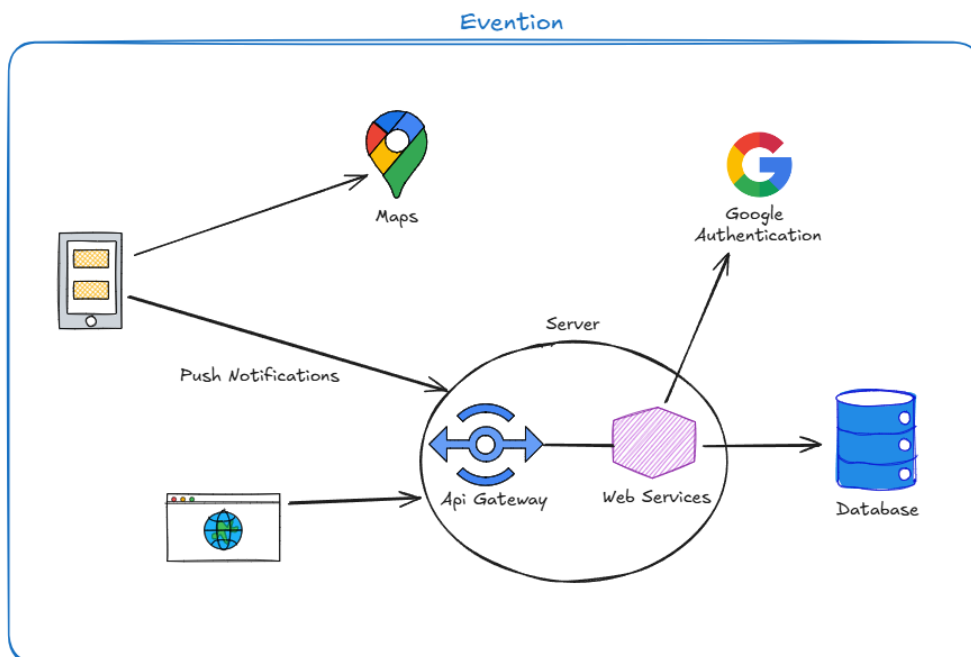 Evention
Maps
Google
Authentication
Server
Push Notifications
Api Gateway
Web Services
Database